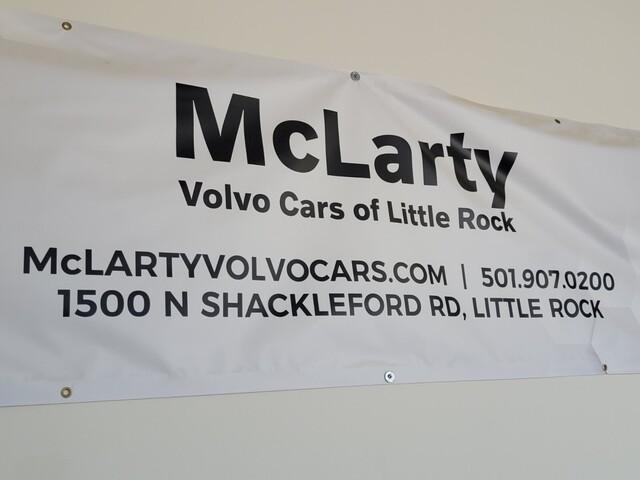 McLarty
Volvo Cars of Little Rock
McLARTYVOLVOCARS.COM | 501.907.0200
1500 N SHACKLEFORD RD, LITTLE ROCK